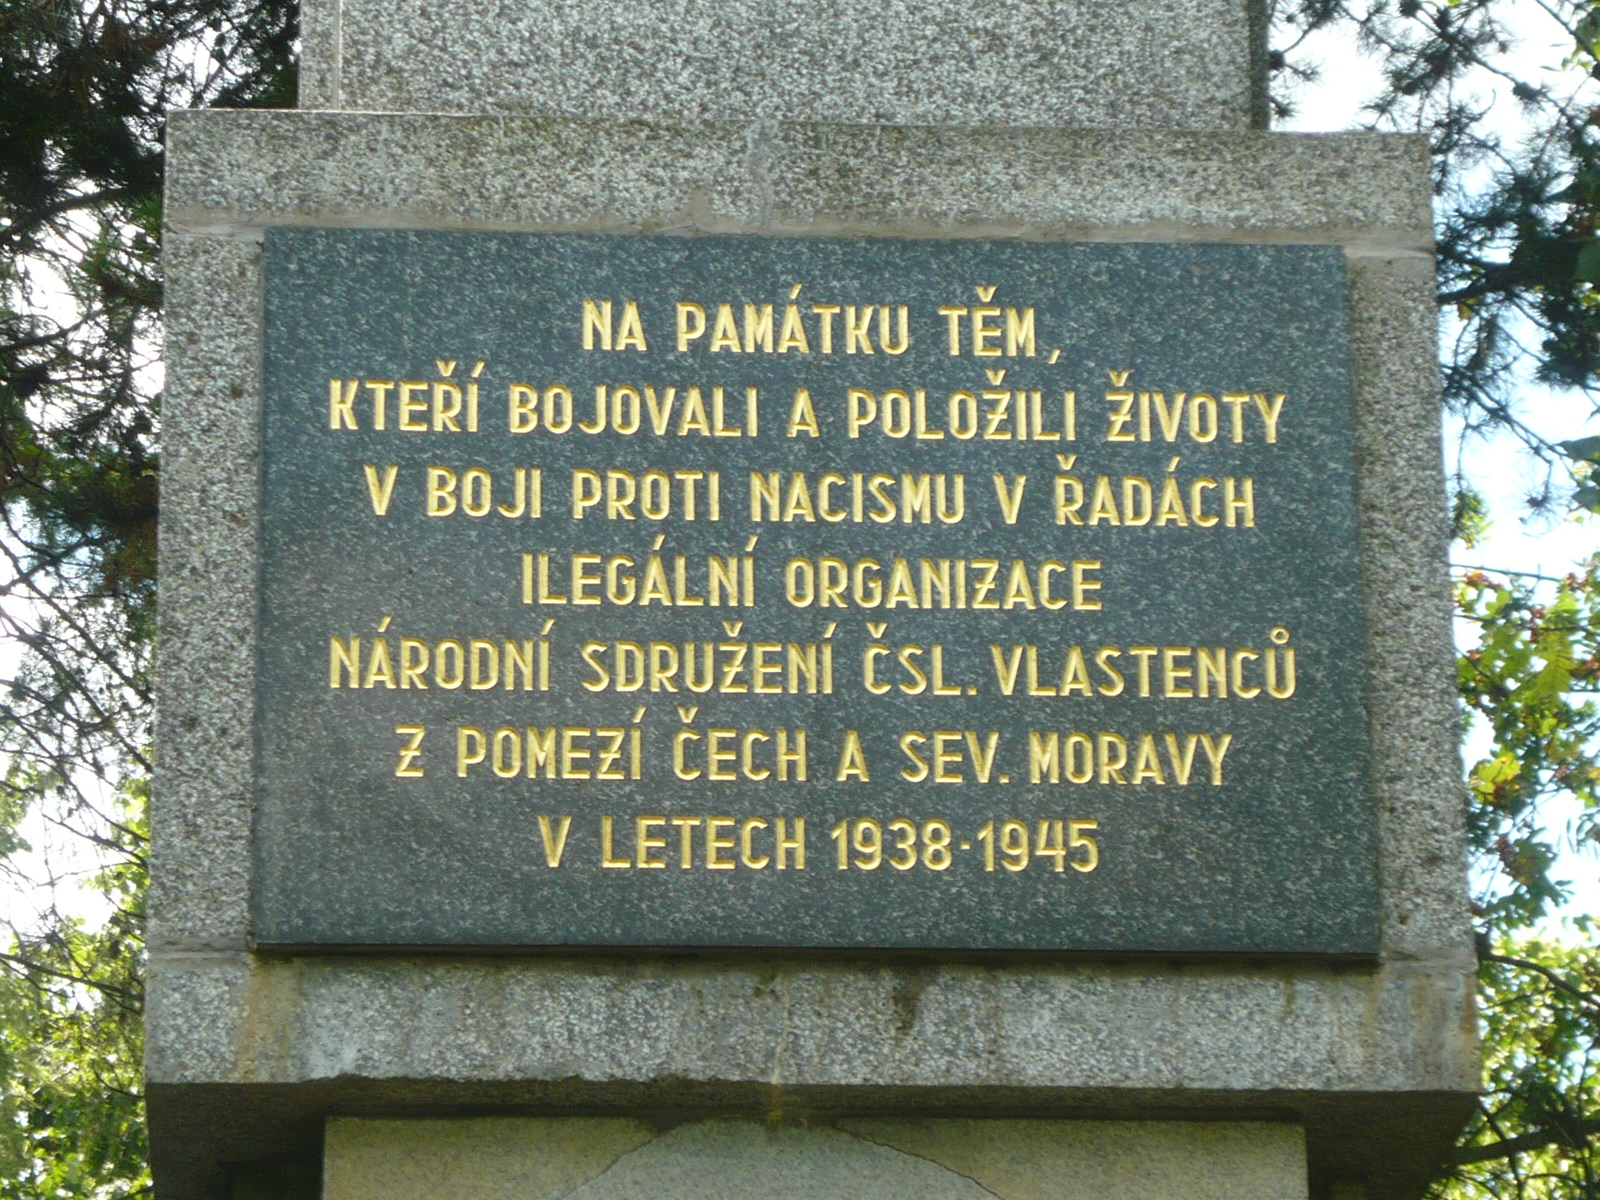 NA PAMÁTKU TĚM,
KTEŘÍ BOJOVALI A POLOŽILI ŽIVOTY
V BOJI PROTI NACISMU V ŘADÁCH
ILEGÁLNÍ ORGANIZACE
NÁRODNÍ SDRUŽENÍ ČSL. VLASTENCŮ
Z POMEZÍ ČECH A SEV. MORAVY
V LETECH 1938-1945